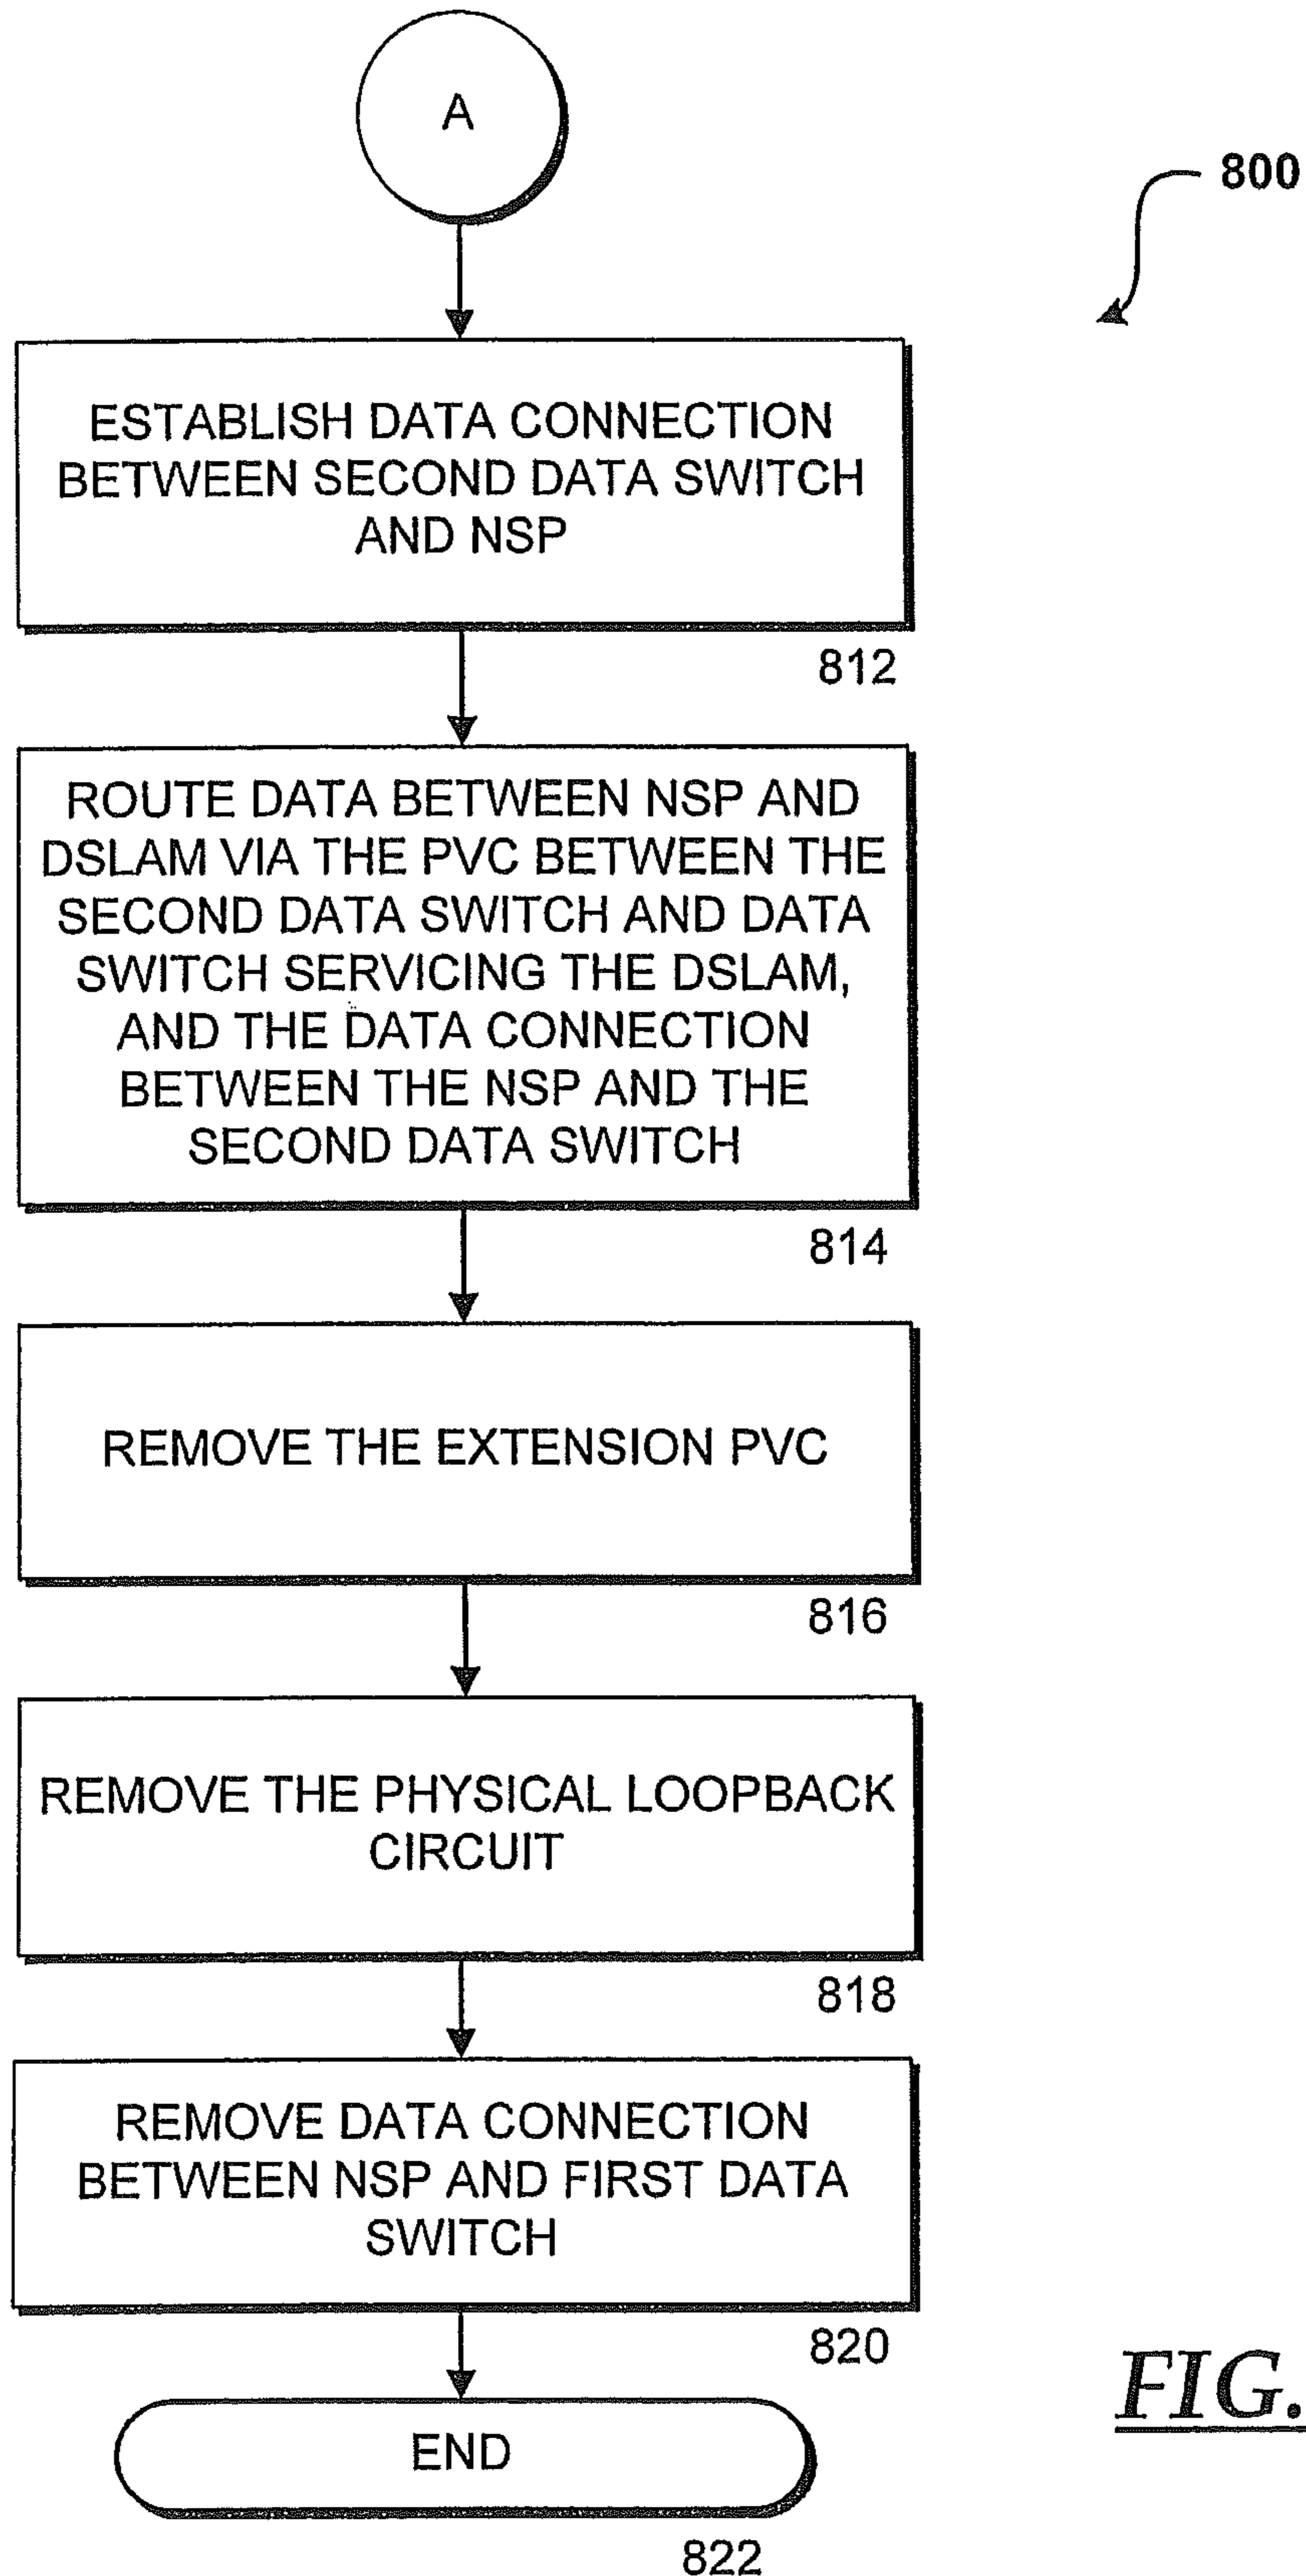 A
800
ESTABLISH DATA CONNECTION
BETWEEN SECOND DATA SWITCH
AND NSP
812
ROUTE DATA BETWEEN NSP AND
DSLAM VIA THE PVC BETWEEN THE
SECOND DATA SWITCH AND DATA
SWITCH SERVICING THE DSLAM,
AND THE DATA CONNECTION
BETWEEN THE NSP AND THE
SECOND DATA SWITCH
814
REMOVE THE EXTENSION PVC
816
REMOVE THE PHYSICAL LOOPBACK
CIRCUIT
818
REMOVE DATA CONNECTION
BETWEEN NSP AND FIRST DATA
SWITCH
820
END
822
FIG.